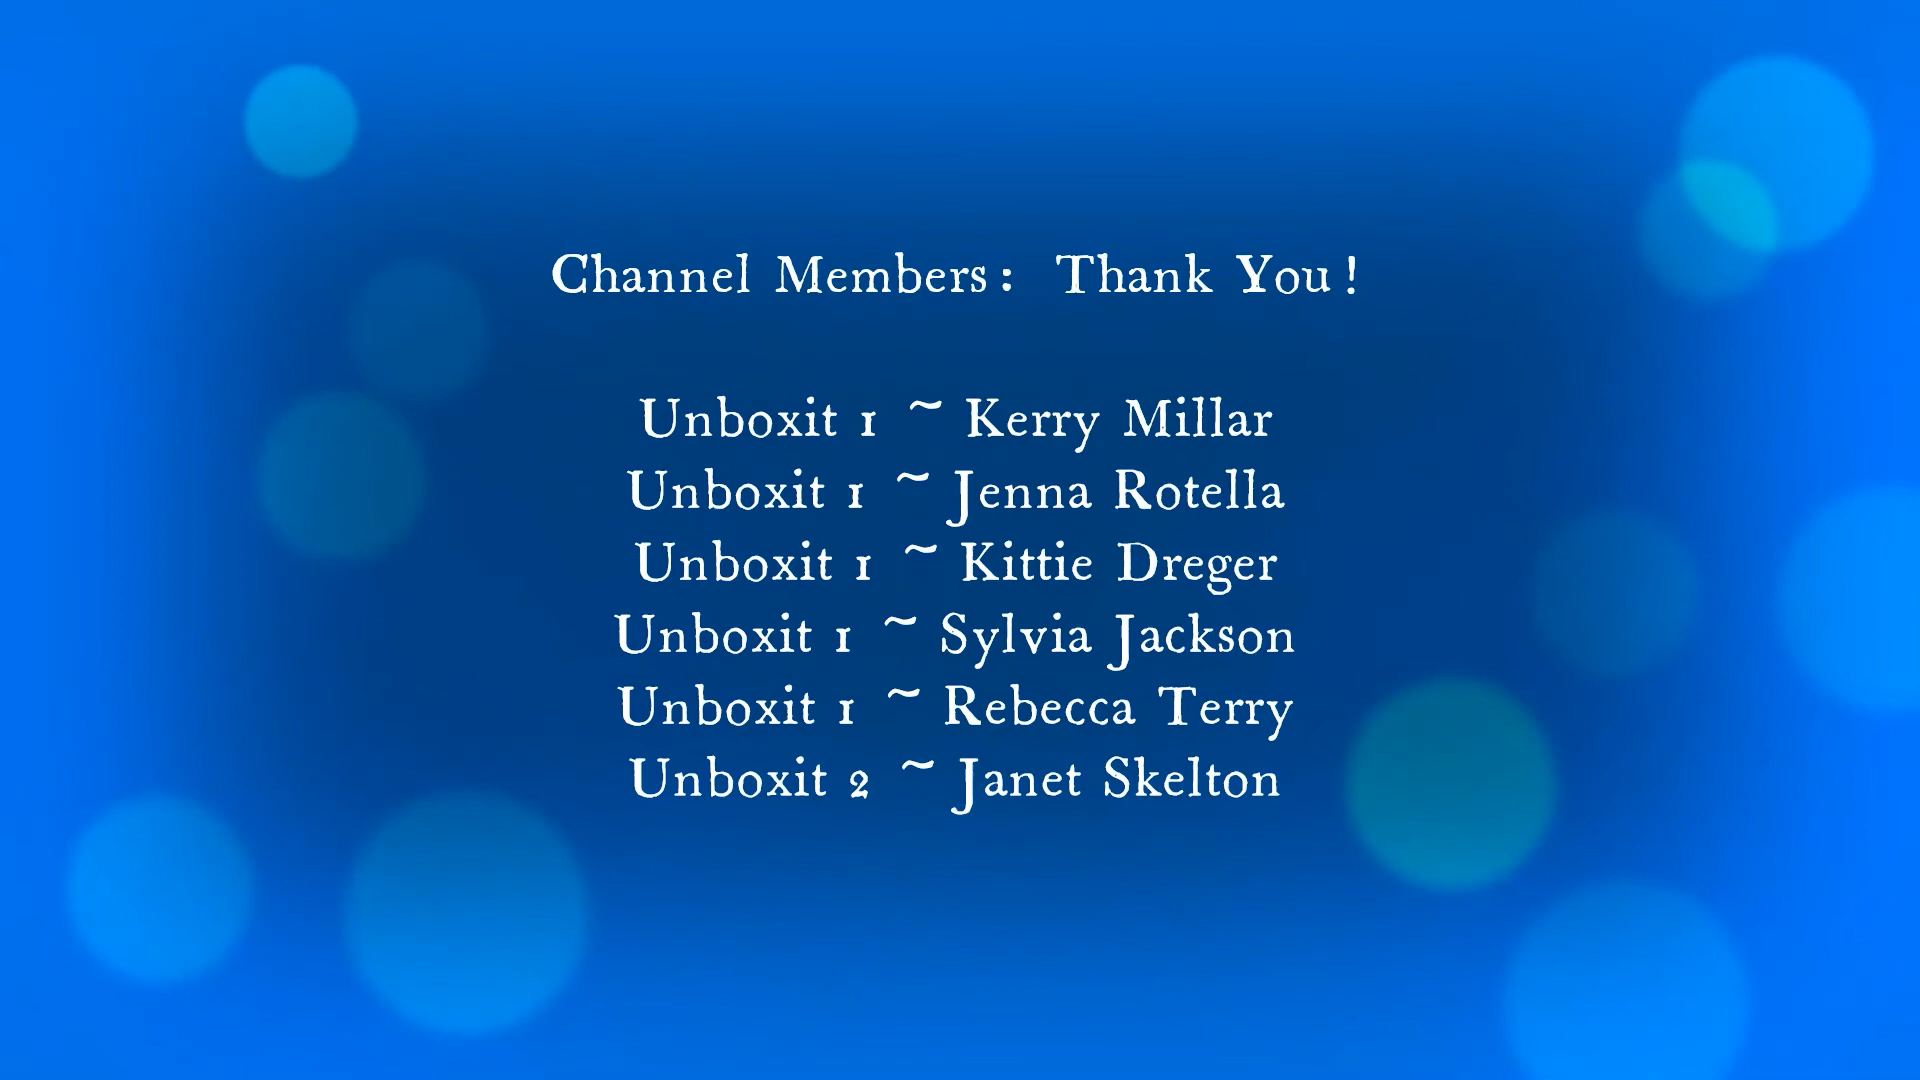 Channel Members: Thank You!
Unboxit 1 ~ Kerry Millar
Unboxit 1 ~ Jenna Rotella
Unboxit 1 ~ Kittie Dreger
Unboxit 1 ~ Sylvia Jackson
Unboxit 1 ~ Rebecca Terry
Unboxit 2 ~ Janet Skelton